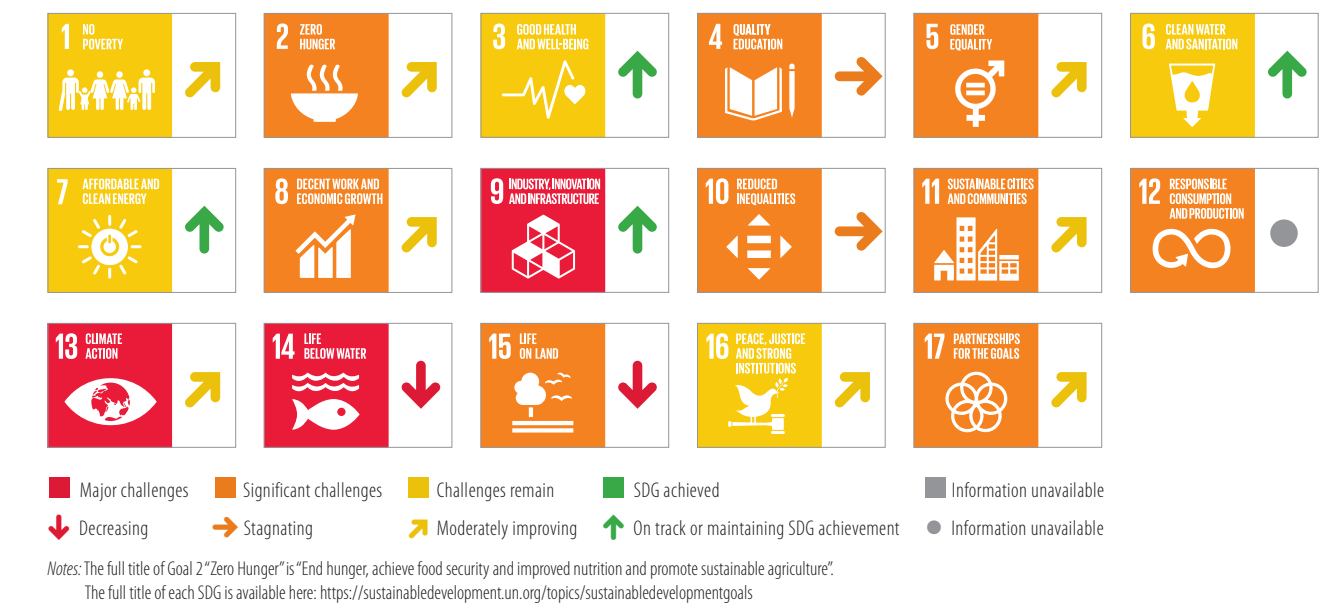 1 NO
POVERTY
2 ZERO
HUNGER
3 GOOD HEALTH
AND WELL-BEING
4 QUALITY
EDUCATION
5 GENDER
EQUALITY
6 CLEAN WATER
AND SANITATION
7 AFFORDABLE AND
CLEAN ENERGY
8 DECENT WORK AND
ECONOMIC GROWTH
9 INDUSTRY, INNOVATION
AND INFRASTRUCTURE
10 REDUCED
INEQUALITIES
11 SUSTAINABLE CITIES
AND COMMUNITIES
12 RESPONSIBLE
CONSUMPTION
AND PRODUCTION
13 CLIMATE
ACTION
14 LIFE
BELOW WATER
15 LIFE
ON LAND
16 PEACE, JUSTICE
AND STRONG
INSTITUTIONS
17 PARTNERSHIPS
FOR THE GOALS
Major challenges Significant challenges Challenges remain SDG achieved Information unavailable
Decreasing Stagnating Moderately improving On track or maintaining SDG achievement Information unavailable
Notes: The full title of Goal 2 “Zero Hunger” is “End hunger, achieve food security and improved nutrition and promote sustainable agriculture”.
The full title of each SDG is available here: https://sustainabledevelopment.un.org/topics/sustainabledevelopmentgoals